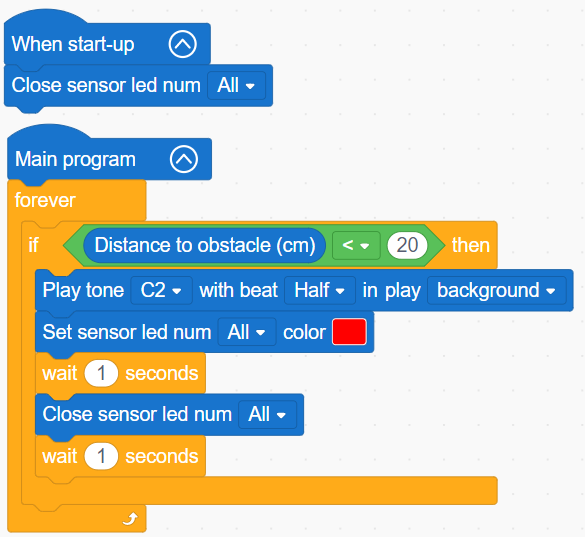 When start-up
Close sensor led num All
Main program
forever
if Distance to obstacle (cm) < 20 then
Play tone C2 with beat Half in play background
Set sensor led num All color
wait 1 seconds
Close sensor led num All
wait 1 seconds